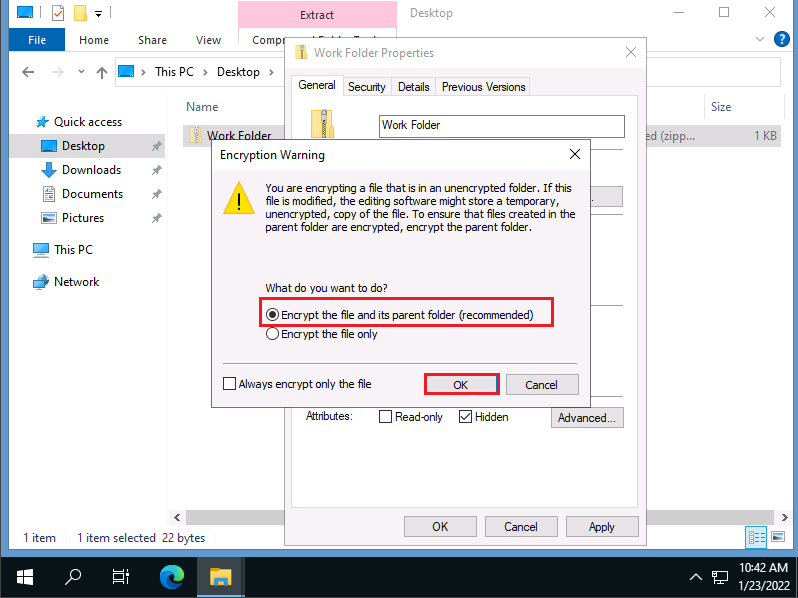 Extract
Desktop
File
Home
Share
View
Work Folder Properties
This PC
Desktop
General
Security
Details
Previous Versions
Name
Size
Quick access
Desktop
Downloads
Documents
Pictures
This PC
Network
Work Folder
Work Folder
1 KB
Encryption Warning
You are encrypting a file that is in an unencrypted folder. If this
file is modified, the editing software might store a temporary,
unencrypted, copy of the file. To ensure that files created in the
parent folder are encrypted, encrypt the parent folder.
What do you want to do?
Encrypt the file and its parent folder (recommended)
Encrypt the file only
Always encrypt only the file
OK
Cancel
Attributes:
Read-only
Hidden
Advanced...
OK
Cancel
Apply
1 item
1 item selected 22 bytes
10:42 AM
1/23/2022